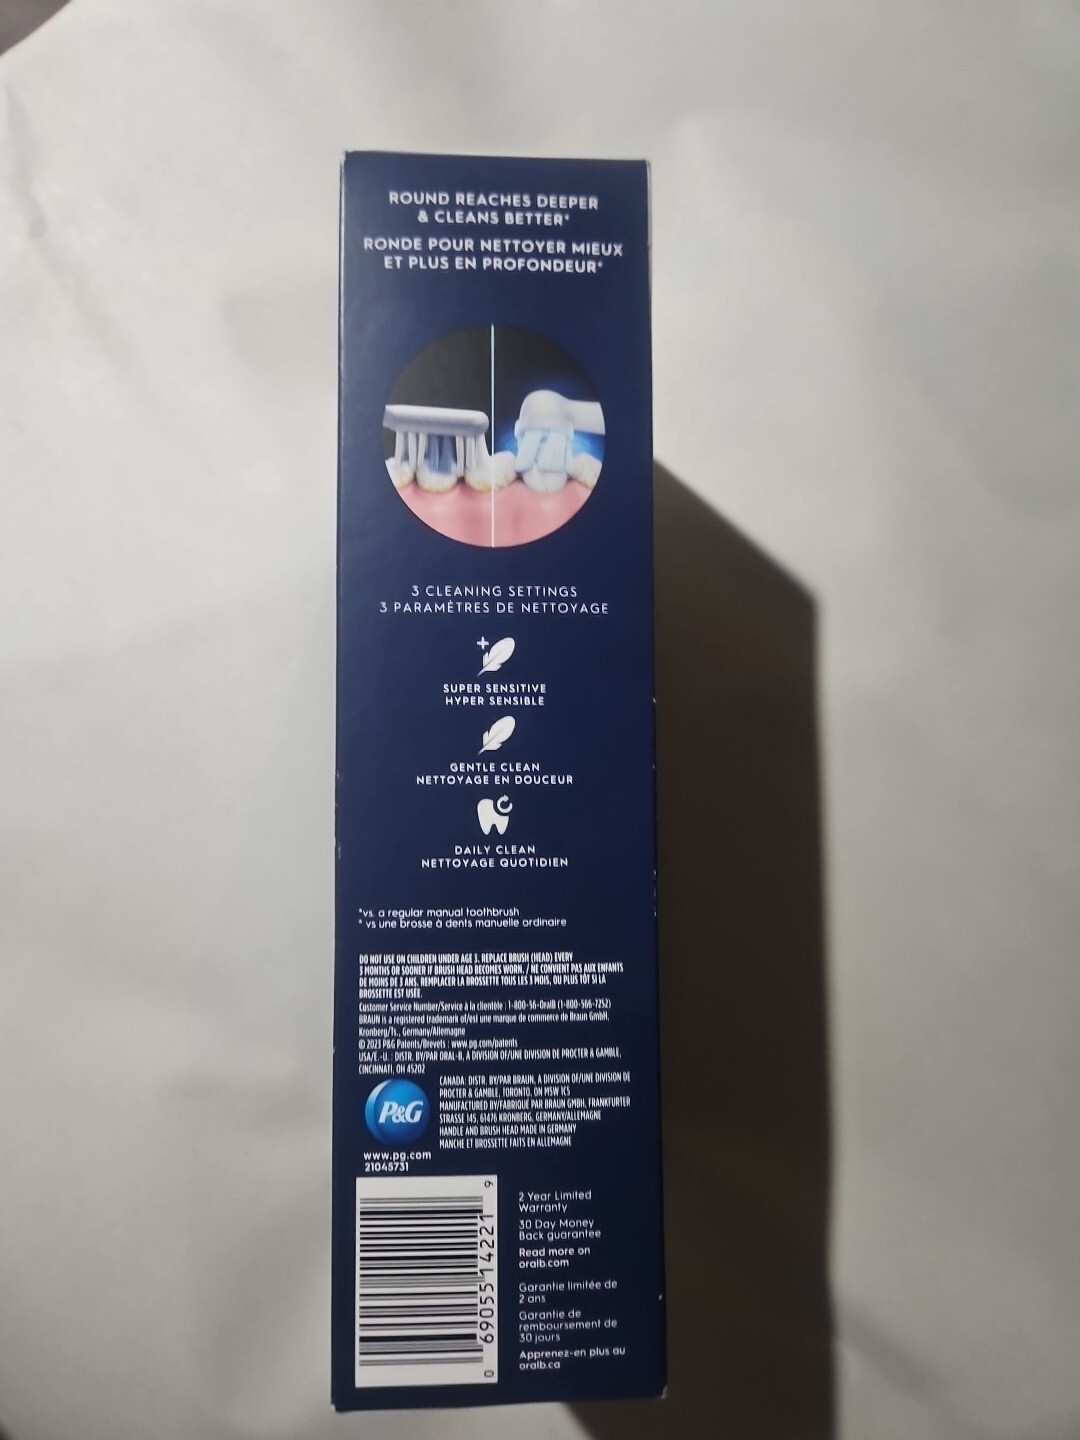 ROUND REACHES DEEPER
& CLEANS BETTER*
RONDE POUR NETTOYER MIEUX
ET PLUS EN PROFONDEUR*
3 CLEANING SETTINGS
3 PARAMÈTRES DE NETTOYAGE
SUPER SENSITIVE
HYPER SENSIBLE
GENTLE CLEAN
NETTOYAGE EN DOUCEUR
DAILY CLEAN
NETTOYAGE QUOTIDIEN
*vs. a regular manual toothbrush
* vs une brosse à dents manuelle ordinaire
DO NOT USE ON CHILDREN UNDER AGE 3. REPLACE BRUSH (HEAD) EVERY
3 MONTHS OR SOONER IF BRUSH HEAD BECOMES WORN. / NE CONVIENT PAS AUX ENFANTS
DE MOINS DE 3 ANS. REMPLACER LA BROSSETTE TOUS LES 3 MOIS, OU PLUS TÔT SI LA
BROSSETTE EST USÉE.
Customer Service Number/Service à la clientèle : 1-800-56-OralB (1-800-566-7252)
BRAUN is a registered trademark of/est une marque de commerce de Braun GmbH,
Kronberg/Ts., Germany/Allemagne
© 2023 P&G Patents/Brevets : www.pg.com/patents
USA/É.-U. : DISTR. BY/PAR ORAL-B, A DIVISION OF/UNE DIVISION DE PROCTER & GAMBLE,
CINCINNATI, OH 45202
CANADA: DISTR. BY/PAR BRAUN, A DIVISION OF/UNE DIVISION DE
PROCTER & GAMBLE, TORONTO, ON M5W 1C5
MANUFACTURED BY/FABRIQUÉ PAR BRAUN GMBH, FRANKFURTER
STRASSE 145, 61476 KRONBERG, GERMANY/ALLEMAGNE
HANDLE AND BRUSH HEAD MADE IN GERMANY
MANCHE ET BROSSETTE FAITS EN ALLEMAGNE
P&G
www.pg.com
21045731
0 69055 14221 9
2 Year Limited
Warranty
30 Day Money
Back guarantee
Read more on
oralb.com
Garantie limitée de
2 ans
Garantie de
remboursement de
30 jours
Apprenez-en plus au
oralb.ca